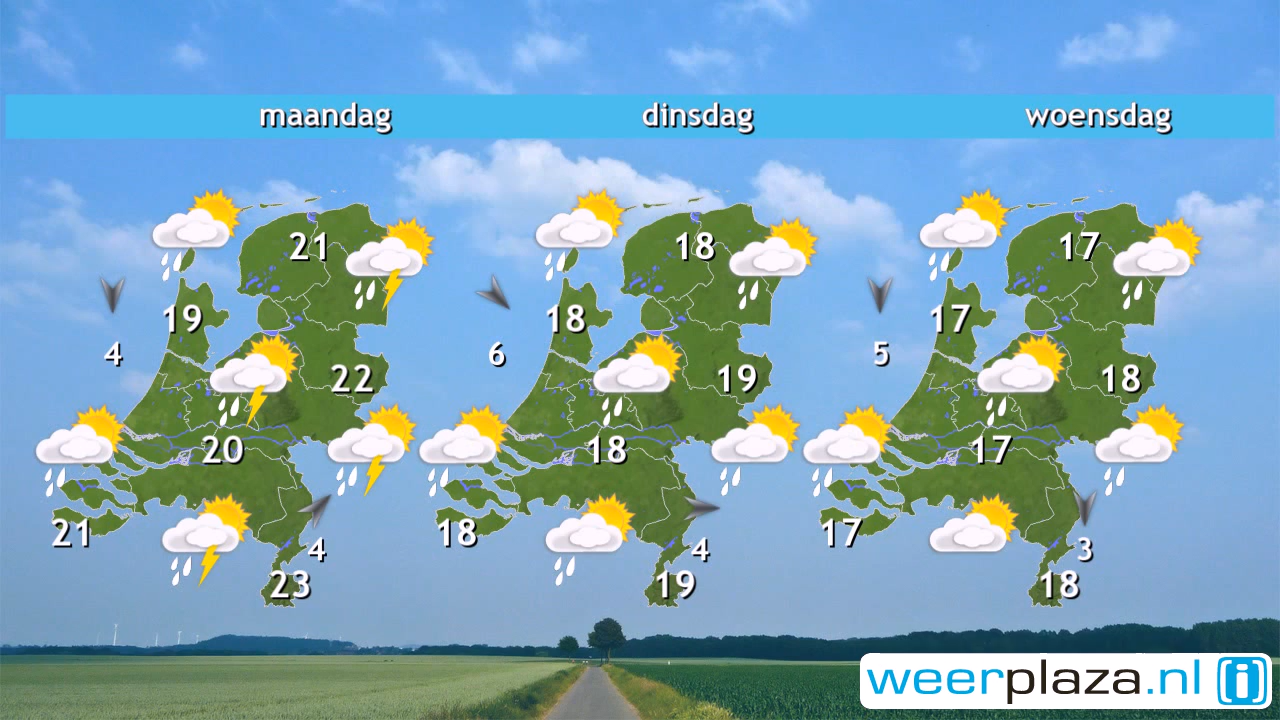 maandag dinsdag woensdag
21 18 17
19 18 17
4 6 5
22 19 18
20 18 17
21 18 17
4 4 3
23 19 18
weerplaza.nl i